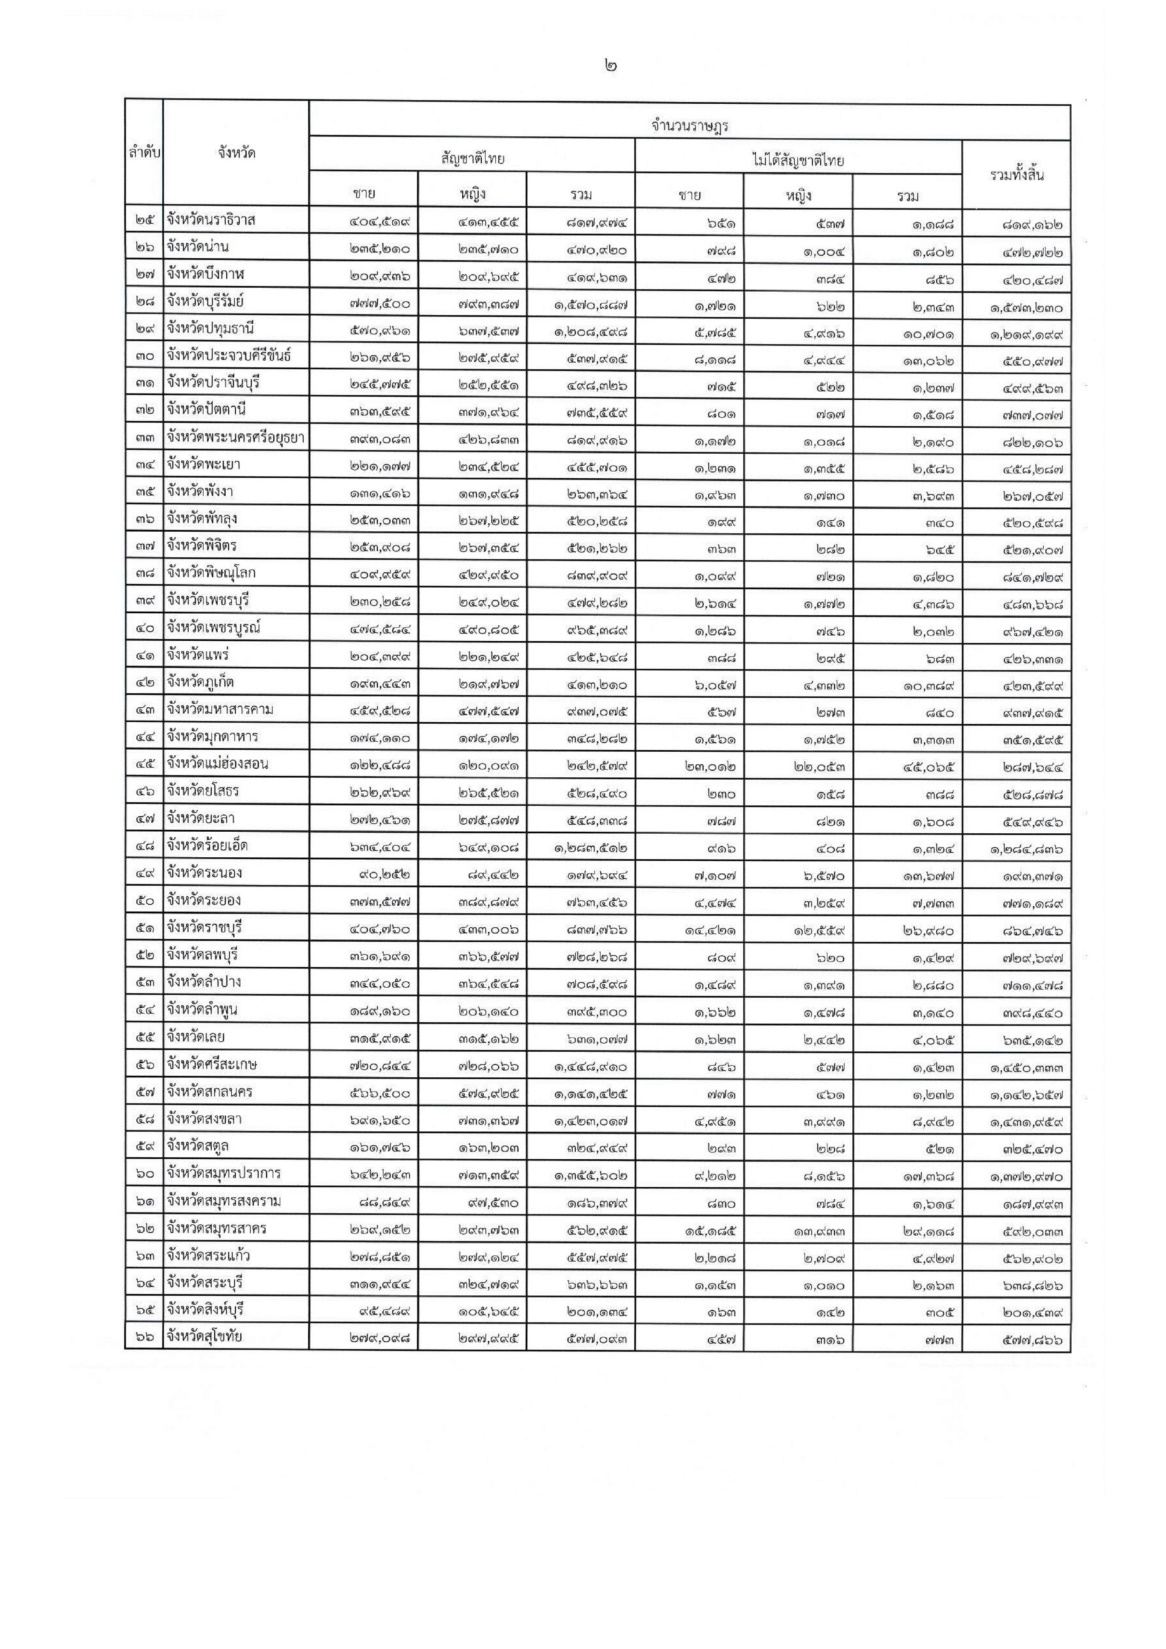 ๒
จำนวนราษฎร
ลำดับ จังหวัด สัญชาติไทย ไม่ได้สัญชาติไทย รวมทั้งสิ้น
ชาย หญิง รวม ชาย หญิง รวม
๒๕ จังหวัดนราธิวาส ๔๐๔,๕๑๙ ๔๑๓,๔๕๕ ๘๑๗,๙๗๔ ๖๕๑ ๕๓๗ ๑,๑๘๘ ๘๑๙,๑๖๒
๒๖ จังหวัดน่าน ๒๓๕,๒๑๐ ๒๓๕,๗๑๐ ๔๗๐,๙๒๐ ๗๙๘ ๑,๐๐๔ ๑,๘๐๒ ๔๗๒,๗๒๒
๒๗ จังหวัดบึงกาฬ ๒๐๙,๙๓๖ ๒๐๙,๖๙๕ ๔๑๙,๖๓๑ ๔๗๒ ๓๘๔ ๘๕๖ ๔๒๐,๔๘๗
๒๘ จังหวัดบุรีรัมย์ ๗๗๗,๕๐๐ ๗๙๓,๓๘๗ ๑,๕๗๐,๘๘๗ ๑,๗๒๑ ๖๒๒ ๒,๓๔๓ ๑,๕๗๓,๒๓๐
๒๙ จังหวัดปทุมธานี ๕๗๐,๙๖๑ ๖๓๗,๕๓๗ ๑,๒๐๘,๔๙๘ ๕,๗๘๕ ๔,๙๑๖ ๑๐,๗๐๑ ๑,๒๑๙,๑๙๙
๓๐ จังหวัดประจวบคีรีขันธ์ ๒๖๑,๙๕๖ ๒๗๕,๙๕๙ ๕๓๗,๙๑๕ ๘,๑๑๘ ๔,๙๔๔ ๑๓,๐๖๒ ๕๕๐,๙๗๗
๓๑ จังหวัดปราจีนบุรี ๒๔๕,๗๗๕ ๒๕๒,๕๕๑ ๔๙๘,๓๒๖ ๗๑๕ ๕๒๒ ๑,๒๓๗ ๔๙๙,๕๖๓
๓๒ จังหวัดปัตตานี ๓๖๓,๕๙๕ ๓๗๑,๙๖๔ ๗๓๕,๕๕๙ ๘๐๑ ๗๑๗ ๑,๕๑๘ ๗๓๗,๐๗๗
๓๓ จังหวัดพระนครศรีอยุธยา ๓๙๓,๐๘๓ ๔๒๖,๘๓๓ ๘๑๙,๙๑๖ ๑,๑๗๒ ๑,๐๑๘ ๒,๑๙๐ ๘๒๒,๑๐๖
๓๔ จังหวัดพะเยา ๒๒๑,๑๗๗ ๒๓๔,๕๒๔ ๔๕๕,๗๐๑ ๑,๒๓๑ ๑,๓๕๕ ๒,๕๘๖ ๔๕๘,๒๘๗
๓๕ จังหวัดพังงา ๑๓๑,๔๑๖ ๑๓๑,๙๔๘ ๒๖๓,๓๖๔ ๑,๙๖๓ ๑,๗๓๐ ๓,๖๙๓ ๒๖๗,๐๕๗
๓๖ จังหวัดพัทลุง ๒๕๓,๐๓๓ ๒๖๗,๒๒๕ ๕๒๐,๒๕๘ ๑๙๙ ๑๔๑ ๓๔๐ ๕๒๐,๕๙๘
๓๗ จังหวัดพิจิตร ๒๕๓,๙๐๘ ๒๖๗,๓๕๔ ๕๒๑,๒๖๒ ๓๖๓ ๒๘๒ ๖๔๕ ๕๒๑,๙๐๗
๓๘ จังหวัดพิษณุโลก ๔๐๙,๙๕๙ ๔๒๙,๙๕๐ ๘๓๙,๙๐๙ ๑,๐๙๙ ๗๒๑ ๑,๘๒๐ ๘๔๑,๗๒๙
๓๙ จังหวัดเพชรบุรี ๒๓๐,๒๕๘ ๒๔๙,๐๒๔ ๔๗๙,๒๘๒ ๒,๖๑๔ ๑,๗๗๒ ๔,๓๘๖ ๔๘๓,๖๖๘
๔๐ จังหวัดเพชรบูรณ์ ๔๗๔,๕๘๔ ๔๙๐,๘๐๕ ๙๖๕,๓๘๙ ๑,๒๘๖ ๗๔๖ ๒,๐๓๒ ๙๖๗,๔๒๑
๔๑ จังหวัดแพร่ ๒๐๔,๓๙๙ ๒๒๑,๒๔๙ ๔๒๕,๖๔๘ ๓๘๘ ๒๙๕ ๖๘๓ ๔๒๖,๓๓๑
๔๒ จังหวัดภูเก็ต ๑๙๓,๔๔๓ ๒๑๙,๗๖๗ ๔๑๓,๒๑๐ ๖,๐๕๗ ๔,๓๓๒ ๑๐,๓๘๙ ๔๒๓,๕๙๙
๔๓ จังหวัดมหาสารคาม ๔๕๙,๕๒๘ ๔๗๗,๕๔๗ ๙๓๗,๐๗๕ ๕๖๗ ๒๗๓ ๘๔๐ ๙๓๗,๙๑๕
๔๔ จังหวัดมุกดาหาร ๑๗๔,๑๑๐ ๑๗๔,๑๗๒ ๓๔๘,๒๘๒ ๑,๕๖๑ ๑,๗๕๒ ๓,๓๑๓ ๓๕๑,๕๙๕
๔๕ จังหวัดแม่ฮ่องสอน ๑๒๒,๔๘๘ ๑๒๐,๐๙๑ ๒๔๒,๕๗๙ ๒๓,๐๑๒ ๒๒,๐๕๓ ๔๕,๐๖๕ ๒๘๗,๖๔๔
๔๖ จังหวัดยโสธร ๒๖๒,๙๖๙ ๒๖๕,๕๒๑ ๕๒๘,๔๙๐ ๒๓๐ ๑๕๘ ๓๘๘ ๕๒๘,๘๗๘
๔๗ จังหวัดยะลา ๒๗๒,๔๖๑ ๒๗๕,๘๗๗ ๕๔๘,๓๓๘ ๗๘๗ ๘๒๑ ๑,๖๐๘ ๕๔๙,๙๔๖
๔๘ จังหวัดร้อยเอ็ด ๖๓๔,๔๐๔ ๖๔๙,๑๐๘ ๑,๒๘๓,๕๑๒ ๙๑๖ ๔๐๘ ๑,๓๒๔ ๑,๒๘๔,๘๓๖
๔๙ จังหวัดระนอง ๙๐,๒๕๒ ๘๙,๔๔๒ ๑๗๙,๖๙๔ ๗,๑๐๗ ๖,๕๗๐ ๑๓,๖๗๗ ๑๙๓,๓๗๑
๕๐ จังหวัดระยอง ๓๗๓,๕๗๗ ๓๘๙,๘๗๙ ๗๖๓,๔๕๖ ๔,๔๗๔ ๓,๒๕๙ ๗,๗๓๓ ๗๗๑,๑๘๙
๕๑ จังหวัดราชบุรี ๔๐๔,๗๖๐ ๔๓๓,๐๐๖ ๘๓๗,๗๖๖ ๑๔,๔๒๑ ๑๒,๕๕๙ ๒๖,๙๘๐ ๘๖๔,๗๔๖
๕๒ จังหวัดลพบุรี ๓๖๑,๖๙๑ ๓๖๖,๕๗๗ ๗๒๘,๒๖๘ ๘๐๙ ๖๒๐ ๑,๔๒๙ ๗๒๙,๖๙๗
๕๓ จังหวัดลำปาง ๓๔๔,๐๕๐ ๓๖๔,๕๔๘ ๗๐๘,๕๙๘ ๑,๔๘๙ ๑,๓๙๑ ๒,๘๘๐ ๗๑๑,๔๗๘
๕๔ จังหวัดลำพูน ๑๘๙,๑๖๐ ๒๐๖,๑๔๐ ๓๙๕,๓๐๐ ๑,๖๖๒ ๑,๔๗๘ ๓,๑๔๐ ๓๙๘,๔๔๐
๕๕ จังหวัดเลย ๓๑๕,๙๑๕ ๓๑๕,๑๖๒ ๖๓๑,๐๗๗ ๑,๖๒๓ ๒,๔๔๒ ๔,๐๖๕ ๖๓๕,๑๔๒
๕๖ จังหวัดศรีสะเกษ ๗๒๐,๘๔๔ ๗๒๘,๐๖๖ ๑,๔๔๘,๙๑๐ ๘๔๖ ๕๗๗ ๑,๔๒๓ ๑,๔๕๐,๓๓๓
๕๗ จังหวัดสกลนคร ๕๖๖,๕๐๐ ๕๗๔,๙๒๕ ๑,๑๔๑,๔๒๕ ๗๗๑ ๔๖๑ ๑,๒๓๒ ๑,๑๔๒,๖๕๗
๕๘ จังหวัดสงขลา ๖๙๑,๖๕๐ ๗๓๑,๓๖๗ ๑,๔๒๓,๐๑๗ ๔,๙๕๑ ๓,๙๙๑ ๘,๙๔๒ ๑,๔๓๑,๙๕๙
๕๙ จังหวัดสตูล ๑๖๑,๗๔๖ ๑๖๓,๒๐๓ ๓๒๔,๙๔๙ ๒๙๓ ๒๒๘ ๕๒๑ ๓๒๕,๔๗๐
๖๐ จังหวัดสมุทรปราการ ๖๔๒,๒๔๓ ๗๑๓,๓๕๙ ๑,๓๕๕,๖๐๒ ๙,๒๑๒ ๘,๑๕๖ ๑๗,๓๖๘ ๑,๓๗๒,๙๗๐
๖๑ จังหวัดสมุทรสงคราม ๘๘,๘๔๙ ๙๗,๕๓๐ ๑๘๖,๓๗๙ ๘๓๐ ๗๘๔ ๑,๖๑๔ ๑๘๗,๙๙๓
๖๒ จังหวัดสมุทรสาคร ๒๖๙,๑๕๒ ๒๙๓,๗๖๓ ๕๖๒,๙๑๕ ๑๕,๑๘๕ ๑๓,๙๓๓ ๒๙,๑๑๘ ๕๙๒,๐๓๓
๖๓ จังหวัดสระแก้ว ๒๗๘,๘๕๑ ๒๗๙,๑๒๔ ๕๕๗,๙๗๕ ๒,๒๑๘ ๒,๗๐๙ ๔,๙๒๗ ๕๖๒,๙๐๒
๖๔ จังหวัดสระบุรี ๓๑๑,๙๔๔ ๓๒๔,๗๑๙ ๖๓๖,๖๖๓ ๑,๑๕๓ ๑,๐๑๐ ๒,๑๖๓ ๖๓๘,๘๒๖
๖๕ จังหวัดสิงห์บุรี ๙๕,๔๘๙ ๑๐๕,๖๔๕ ๒๐๑,๑๓๔ ๑๖๓ ๑๔๒ ๓๐๕ ๒๐๑,๔๓๙
๖๖ จังหวัดสุโขทัย ๒๗๙,๐๙๘ ๒๙๗,๙๙๕ ๕๗๗,๐๙๓ ๔๕๗ ๓๑๖ ๗๗๓ ๕๗๗,๘๖๖